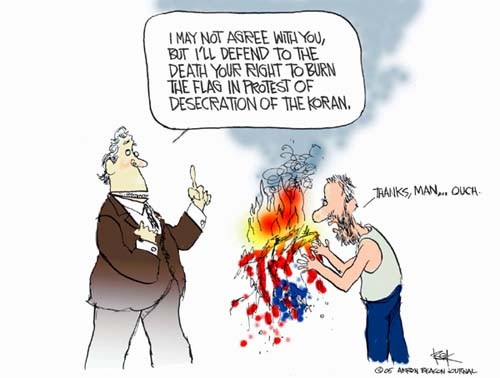 I MAY NOT AGREE WITH YOU,
BUT I'LL DEFEND TO THE
DEATH YOUR RIGHT TO BURN
THE FLAG IN PROTEST OF
DESECRATION OF THE KORAN.
THANKS, MAN,... OUCH.
©05 AKRON BEACON JOURNAL